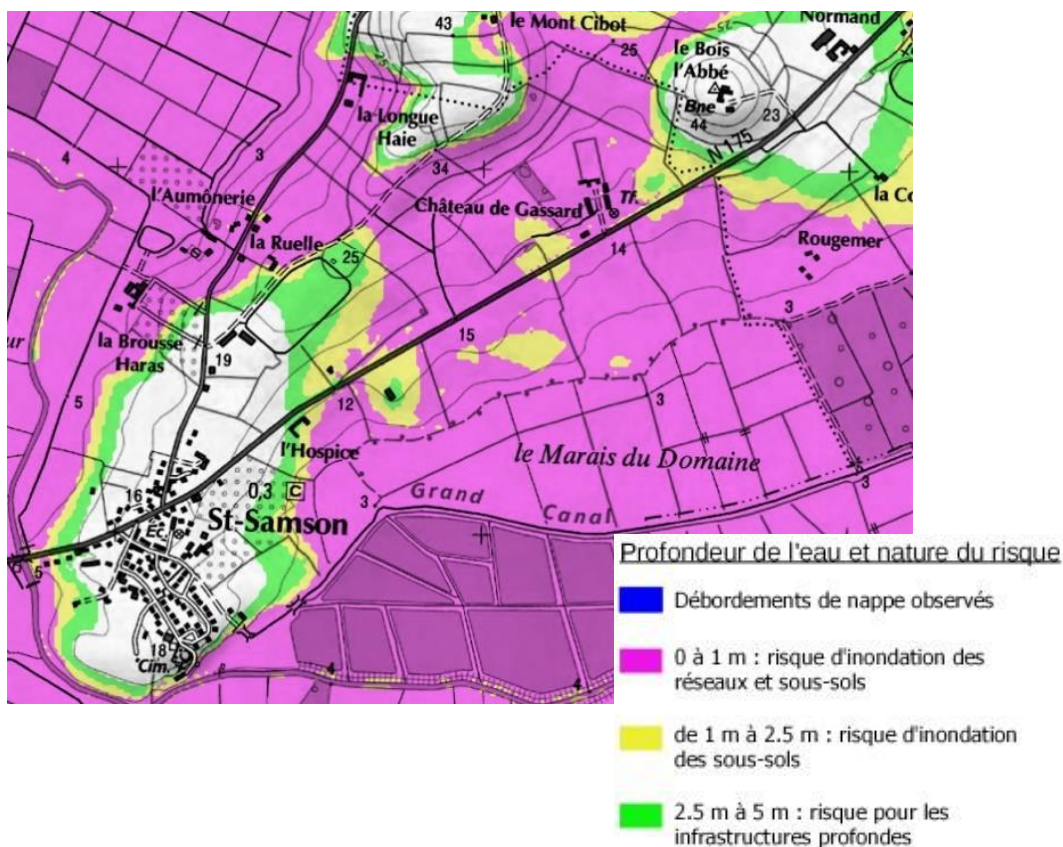 43
le Mont Cibot
Normand
25
le Bois
l'Abbé
Bne
44
23
N 175
la Longue
Haie
4
3
34
l'Aumônerie
Château de Gassard
Tf.
14
la Ruelle
25
Rougemer
3
la Brousse
Haras
19
15
5
12
3
l'Hospice
le Marais du Domaine
0,3
C
3
Grand
Canal
3
16
St-Samson
Ec.
5
18
Cim.
4
4
Profondeur de l'eau et nature du risque
Débordements de nappe observés
0 à 1 m : risque d'inondation des
réseaux et sous-sols
de 1 m à 2.5 m : risque d'inondation
des sous-sols
2.5 m à 5 m : risque pour les
infrastructures profondes